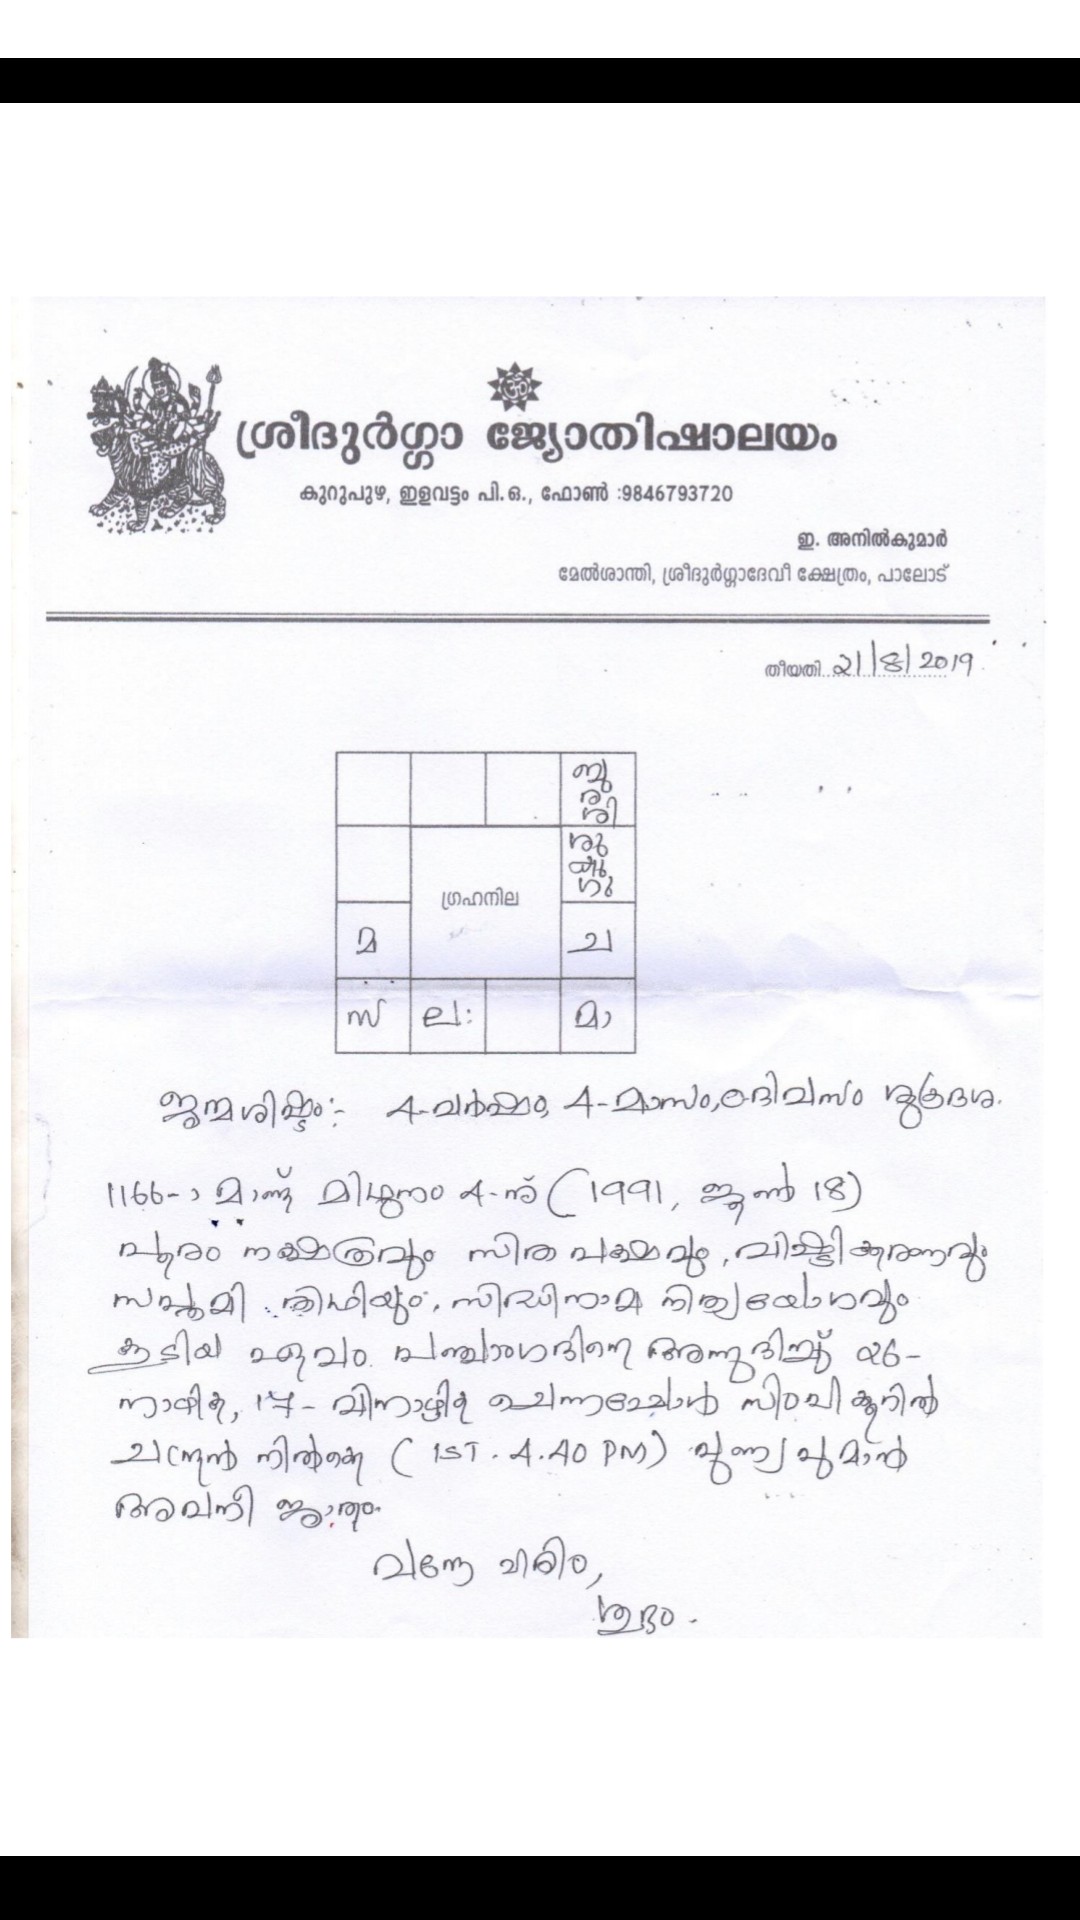 ശ്രീദുർഗ്ഗാ ജ്യോതിഷാലയം
കുറുപുഴ, ഇളവട്ടം പി.ഒ., ഫോൺ :9846793720
ഇ. അനിൽകുമാർ
മേൽശാന്തി, ശ്രീദുർഗ്ഗാദേവീ ക്ഷേത്രം, പാലോട്
തീയതി 21/8/2019
ബു
ര
ശി
ശു
കു
ഗു
ഗ്രഹനില
മ ച
സ ല: മാ
ജന്മശിഷ്ടം:- 4-വർഷം, 4-മാസം, ദിവസം ശുക്രദശ.
1166-ാ മാണ്ട് മിഥുനം 4-ന് (1991, ജൂൺ 18)
പൂരം നക്ഷത്രവും സിത പക്ഷവും, വിഷ്ടികരണവും
സപ്തമി തിഥിയും, സിദ്ധിനാമ നിത്യയോഗവും
കൂടിയ ഏവം പഞ്ചാംഗദിനെ അന്നുദിച്ച് 26-
നാഴിക, 17- വിനാഴിക ചെന്നപ്പോൾ സിംഹികൂറിൽ
ചന്ദ്രൻ നിൽക്കെ (IST. 4.40 PM) പുണ്യപുമാൻ
അവനീ ജാതം.
വന്ദേ ചിരം,
ശുഭം.